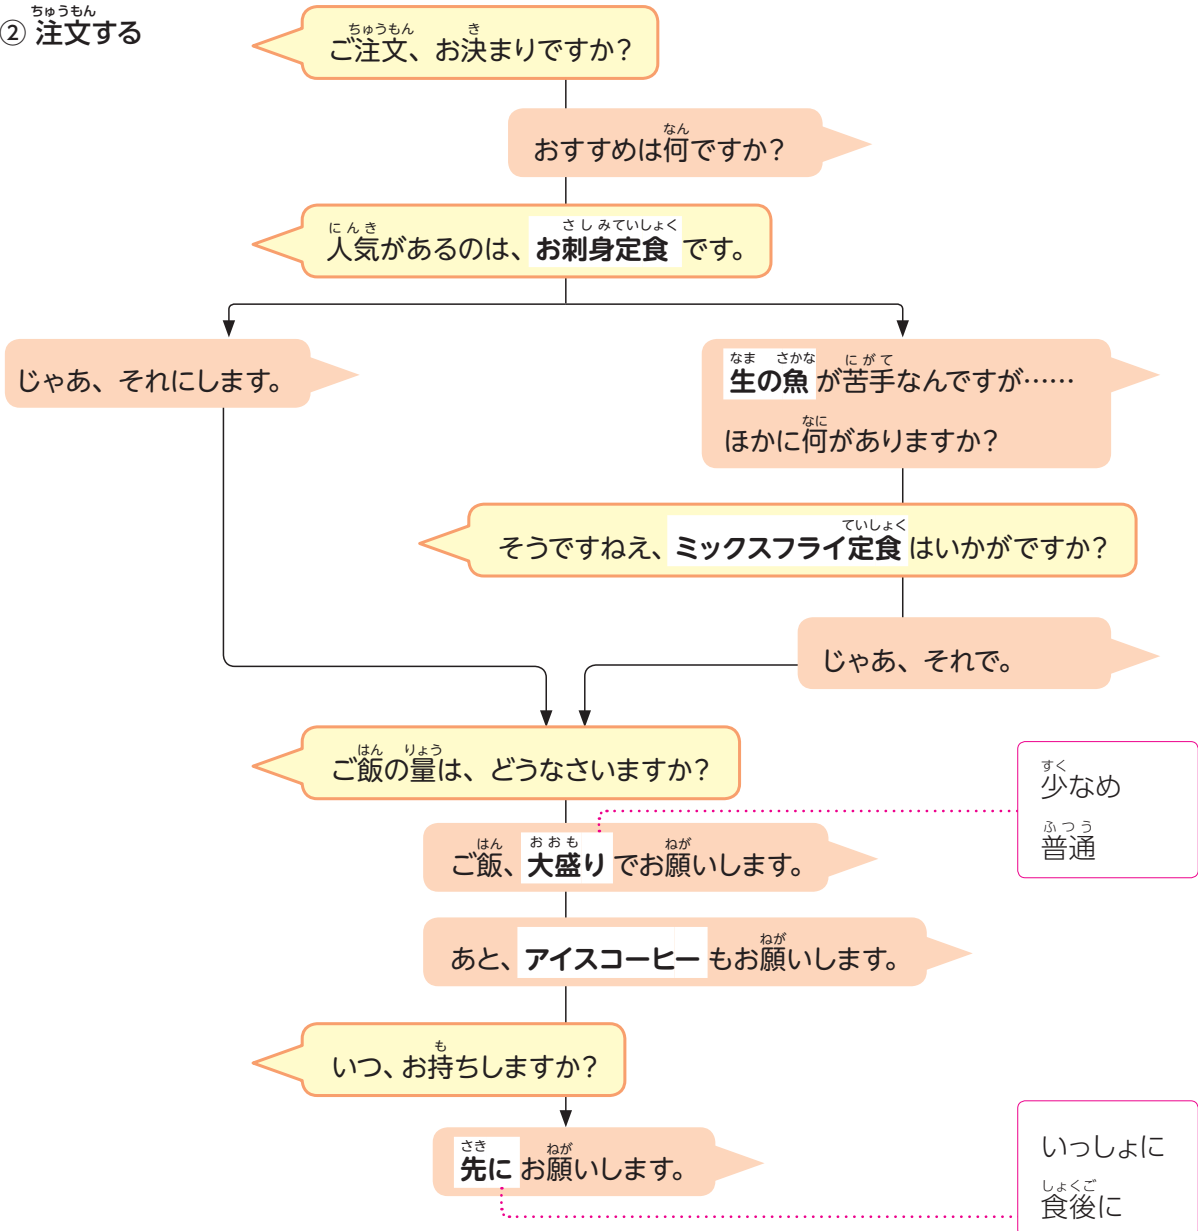 ② 注文する
ちゅうもん
ご注文、お決まりですか?
ちゅうもん き
おすすめは何ですか?
なん
人気があるのは、お刺身定食です。
にんき さしみていしょく
じゃあ、それにします。
生の魚が苦手なんですが……
なま さかな にがて
ほかに何がありますか?
なに
そうですねえ、ミックスフライ定食はいかがですか?
ていしょく
じゃあ、それで。
ご飯の量は、どうなさいますか?
はん りょう
少なめ
すく
普通
ふつう
ご飯、大盛りでお願いします。
はん おおも ねが
あと、アイスコーヒーもお願いします。
ねが
いつ、お持ちしますか?
も
先にお願いします。
さき ねが
いっしょに
食後に
しょくご